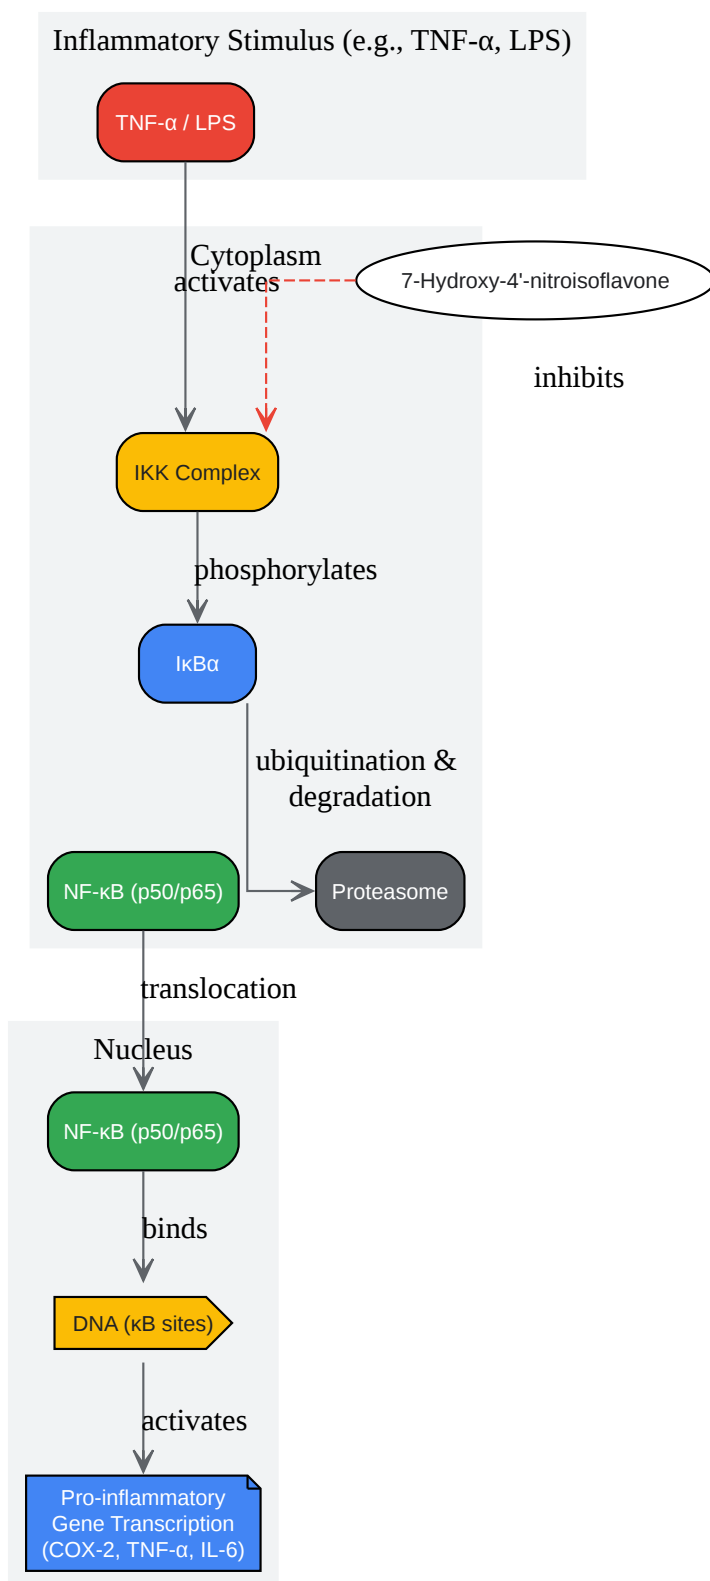 Inflammatory Stimulus (e.g., TNF-α, LPS)
TNF-α / LPS
Cytoplasm
activates
7-Hydroxy-4'-nitroisoflavone
inhibits
IKK Complex
phosphorylates
IκBα
ubiquitination &
degradation
NF-κB (p50/p65)
Proteasome
translocation
Nucleus
NF-κB (p50/p65)
binds
DNA (κB sites)
activates
Pro-inflammatory
Gene Transcription
(COX-2, TNF-α, IL-6)